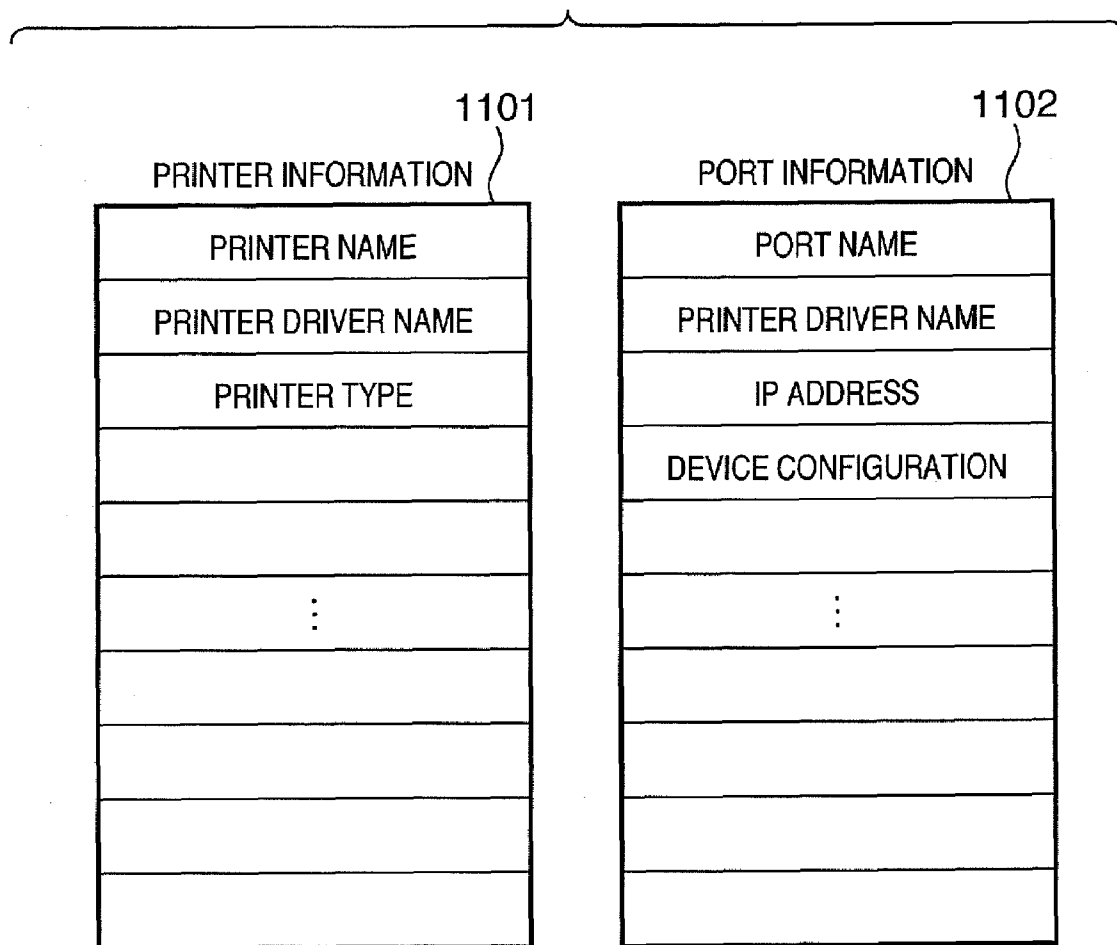 1101
PRINTER INFORMATION
PRINTER NAME
PRINTER DRIVER NAME
PRINTER TYPE
⋮
1102
PORT INFORMATION
PORT NAME
PRINTER DRIVER NAME
IP ADDRESS
DEVICE CONFIGURATION
⋮